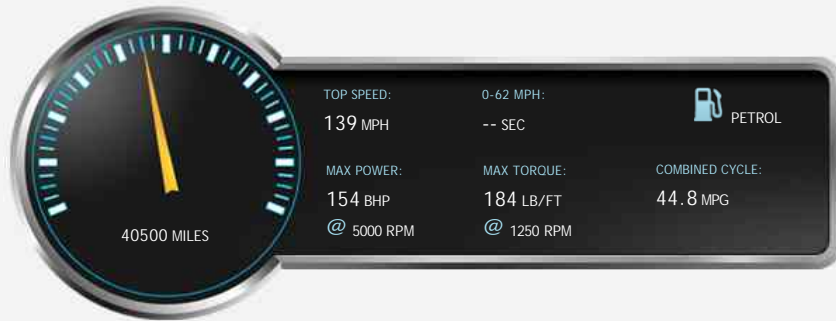 TOP SPEED:
139 MPH
0-62 MPH:
-- SEC
PETROL
MAX POWER:
154 BHP
@ 5000 RPM
MAX TORQUE:
184 LB/FT
@ 1250 RPM
COMBINED CYCLE:
44.8 MPG
40500 MILES